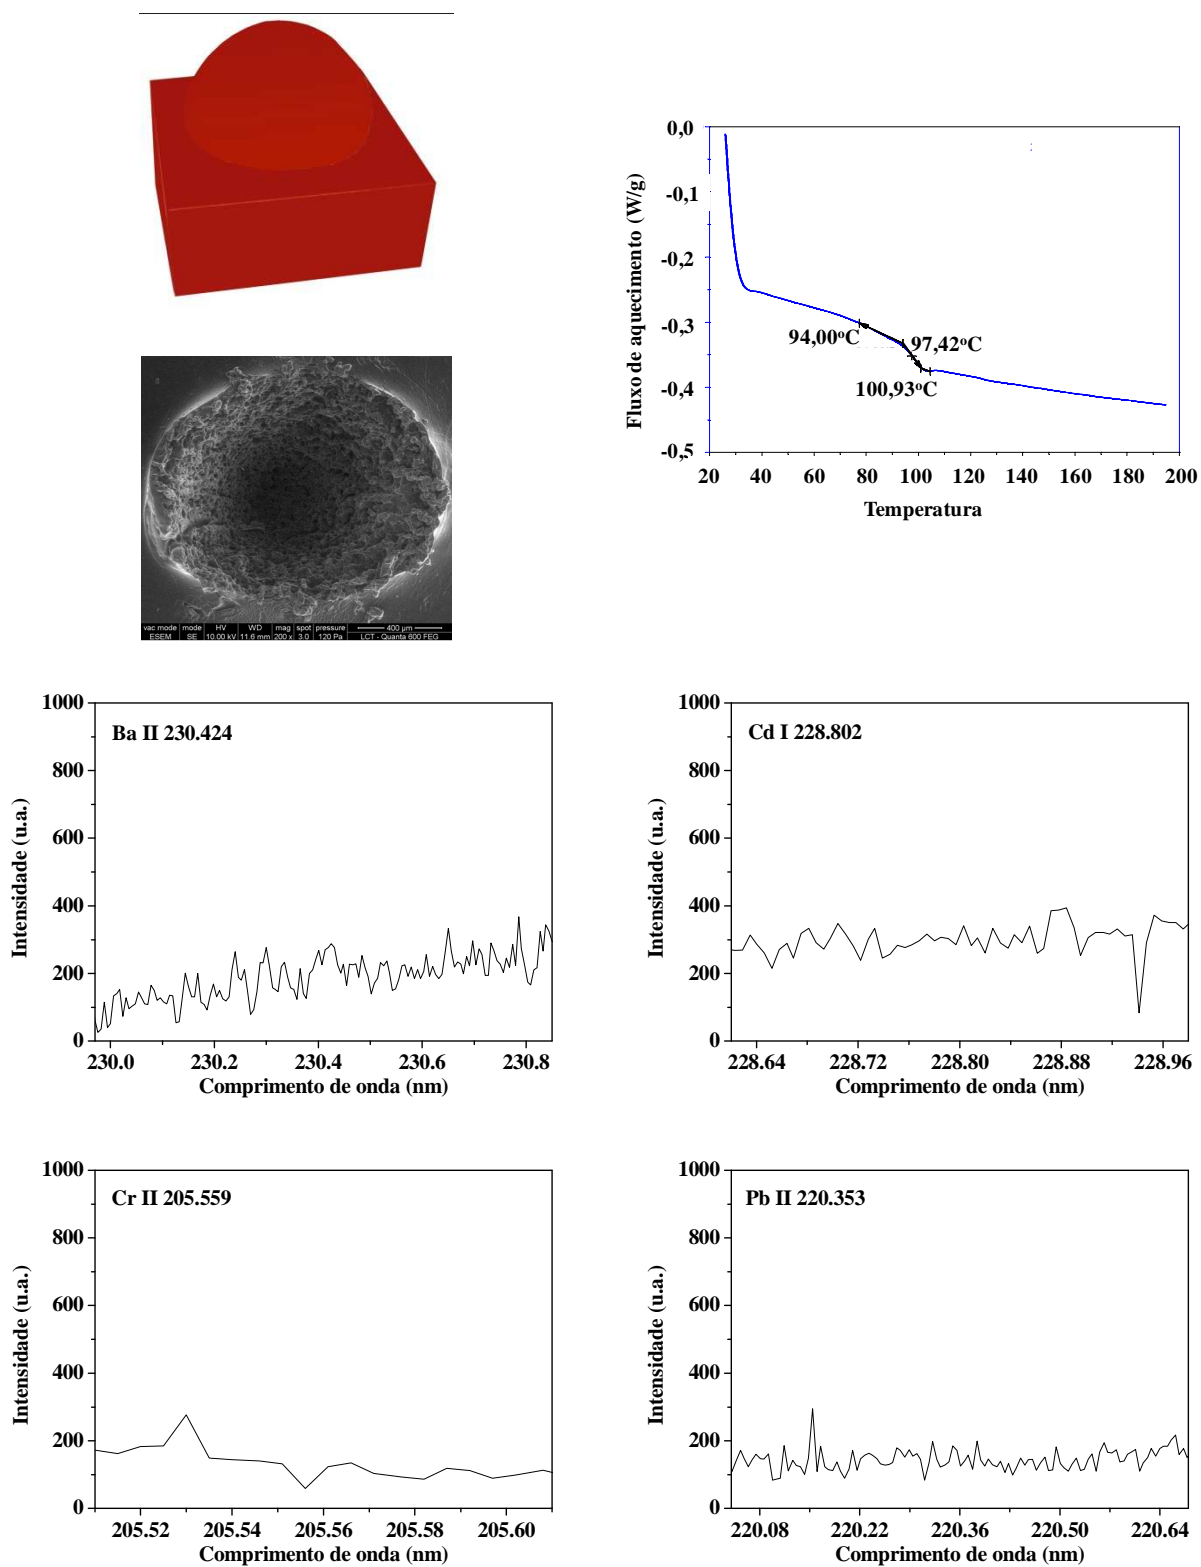 0,0
-0,1
-0,2
-0,3
-0,4
-0,5
Fluxo de aquecimento (W/g)
94,00°C
97,42°C
100,93°C
20 40 60 80 100 120 140 160 180 200
Temperatura
vac mode mode HV WD mag spot pressure 400 µm
ESEM SE 10.00 kV 11.6 mm 200 x 3.0 120 Pa LCT - Quanta 600 FEG
1000
800
600
400
200
0
Intensidade (u.a.)
Ba II 230.424
230.0 230.2 230.4 230.6 230.8
Comprimento de onda (nm)
1000
800
600
400
200
0
Intensidade (u.a.)
Cd I 228.802
228.64 228.72 228.80 228.88 228.96
Comprimento de onda (nm)
1000
800
600
400
200
0
Intensidade (u.a.)
Cr II 205.559
205.52 205.54 205.56 205.58 205.60
Comprimento de onda (nm)
1000
800
600
400
200
0
Intensidade (u.a.)
Pb II 220.353
220.08 220.22 220.36 220.50 220.64
Comprimento de onda (nm)